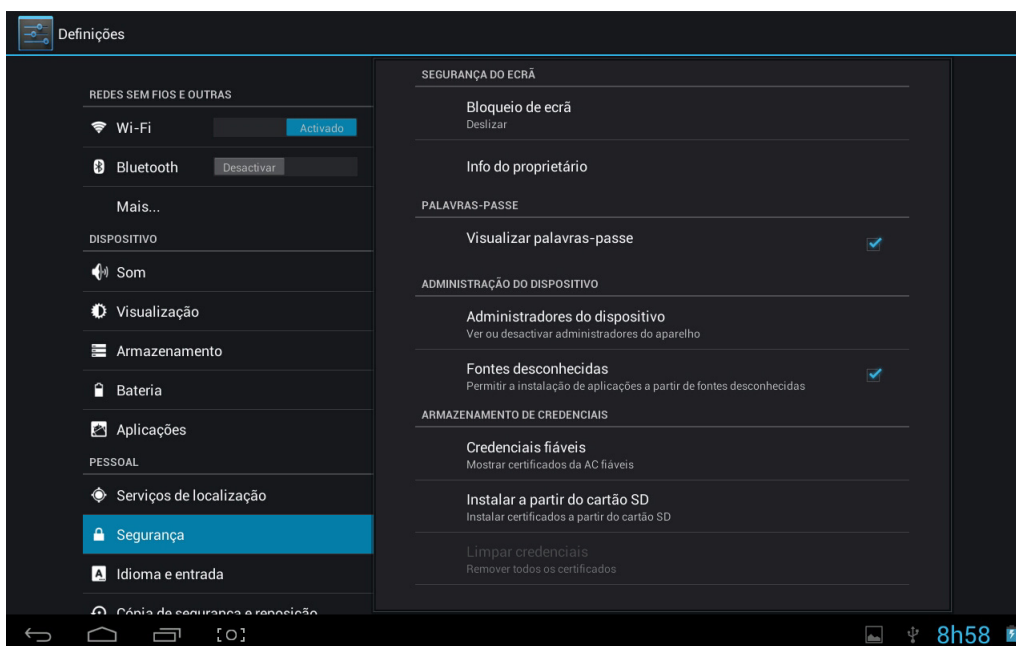 Definições
REDES SEM FIOS E OUTRAS
Wi-Fi
Activado
Bluetooth
Desactivar
Mais...
DISPOSITIVO
Som
Visualização
Armazenamento
Bateria
Aplicações
PESSOAL
Serviços de localização
Segurança
Idioma e entrada
Cópia de segurança e reposição
SEGURANÇA DO ECRÃ
Bloqueio de ecrã
Deslizar
Info do proprietário
PALAVRAS-PASSE
Visualizar palavras-passe
ADMINISTRAÇÃO DO DISPOSITIVO
Administradores do dispositivo
Ver ou desactivar administradores do aparelho
Fontes desconhecidas
Permitir a instalação de aplicações a partir de fontes desconhecidas
ARMAZENAMENTO DE CREDENCIAIS
Credenciais fiáveis
Mostrar certificados da AC fiáveis
Instalar a partir do cartão SD
Instalar certificados a partir do cartão SD
Limpar credenciais
Remover todos os certificados
8h58